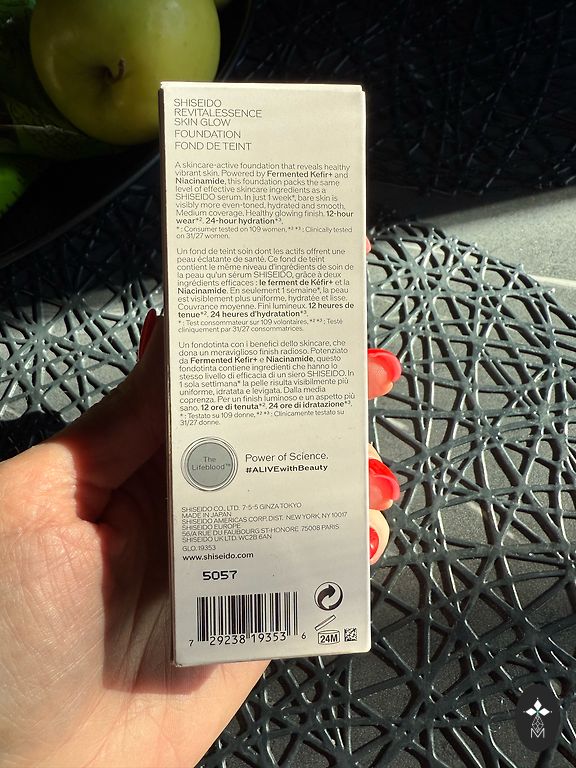 SHISEIDO
REVITALESSENCE
SKIN GLOW
FOUNDATION
FOND DE TEINT
A skincare-active foundation that reveals healthy
vibrant skin. Powered by Fermented Kefir+ and
Niacinamide, this foundation packs the same
level of effective skincare ingredients as a
SHISEIDO serum. In just 1 week*, bare skin is
visibly more even-toned, hydrated and smooth.
Medium coverage. Healthy glowing finish. 12-hour
wear*². 24-hour hydration*³.
* : Consumer tested on 109 women, *² *³ : Clinically tested
on 31/27 women.
Un fond de teint soin dont les actifs offrent une
peau éclatante de santé. Ce fond de teint
contient le même niveau d'ingrédients de soin de
la peau qu'un sérum SHISEIDO, grâce à deux
ingrédients efficaces : le ferment de Kéfir+ et la
Niacinamide. En seulement 1 semaine*, la peau
est visiblement plus uniforme, hydratée et lisse.
Couvrance moyenne. Fini lumineux. 12 heures de
tenue*². 24 heures d'hydratation*³.
* : Test consommateur sur 109 volontaires, *² *³ : Testé
cliniquement par 31/27 consommatrices.
Un fondotinta con i benefici dello skincare, che
dona un meraviglioso finish radioso. Potenziato
da Fermented Kefir+ e Niacinamide, questo
fondotinta contiene ingredienti che hanno lo
stesso livello di efficacia di un siero SHISEIDO. In
1 sola settimana* la pelle risulta visibilmente più
uniforme, idratata e levigata. Dalla media
coprenza. Per un finish luminoso e un aspetto più
sano. 12 ore di tenuta*². 24 ore di idratazione*³.
* : Testato su 109 donne, *² *³ : Clinicamente testato su
31/27 donne.
The
Lifeblood™
Power of Science.
#ALIVEwithBeauty
SHISEIDO CO., LTD. 7-5-5 GINZA TOKYO
MADE IN JAPAN
SHISEIDO AMERICAS CORP., DIST. NEW YORK, NY 10017
SHISEIDO EUROPE
56/A RUE DU FAUBOURG ST-HONORE 75008 PARIS
SHISEIDO UK LTD. WC2B 6AN
GLO. 19353
www.shiseido.com
5057
7 29238 19353 6
24M